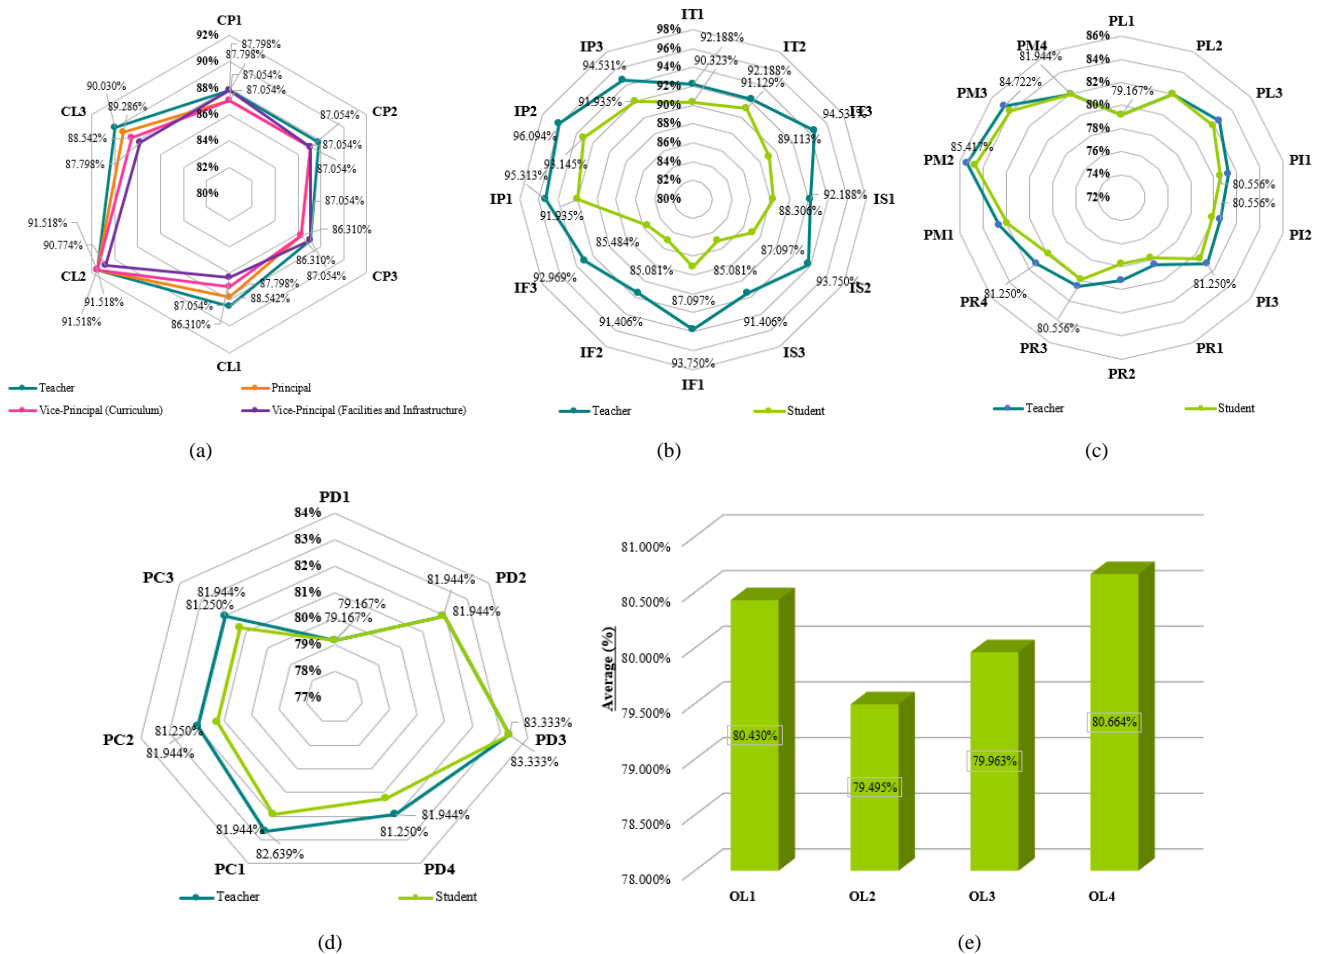 CP1
92%
90%
88%
86%
84%
82%
80%
87.798%
87.798%
87.054%
87.054%
90.030%
89.286%
88.542%
87.798%
CL3
CP2
87.054%
87.054%
87.054%
87.054%
86.310%
86.310%
87.054%
CP3
91.518%
90.774%
CL2
91.518%
91.518%
87.798%
88.542%
87.054%
86.310%
CL1
Teacher
Principal
Vice-Principal (Curriculum)
Vice-Principal (Facilities and Infrastructure)
(a)
IT1
98%
96%
94%
92%
90%
88%
86%
84%
82%
80%
92.188%
90.323%
IT2
92.188%
91.129%
IT3
94.531%
89.113%
IS1
92.188%
88.306%
IS2
87.097%
93.750%
IS3
85.081%
91.406%
IF1
87.097%
93.750%
IF2
85.081%
91.406%
IF3
85.484%
92.969%
IP1
95.313%
91.935%
IP2
96.094%
93.145%
IP3
94.531%
91.935%
Teacher
Student
(b)
PL1
86%
84%
82%
80%
78%
76%
74%
72%
79.167%
PL2
PL3
PI1
80.556%
80.556%
PI2
PI3
81.250%
PR1
PR2
PR3
80.556%
PR4
81.250%
PM1
PM2
85.417%
PM3
84.722%
PM4
81.944%
Teacher
Student
(c)
PD1
84%
83%
82%
81%
80%
79%
78%
77%
79.167%
79.167%
PD2
81.944%
81.944%
PD3
83.333%
83.333%
PD4
81.944%
81.250%
PC1
81.944%
82.639%
PC2
81.250%
81.944%
PC3
81.944%
81.250%
Teacher
Student
(d)
Average (%)
81.000%
80.500%
80.000%
79.500%
79.000%
78.500%
78.000%
80.430%
79.495%
79.963%
80.664%
OL1
OL2
OL3
OL4
(e)